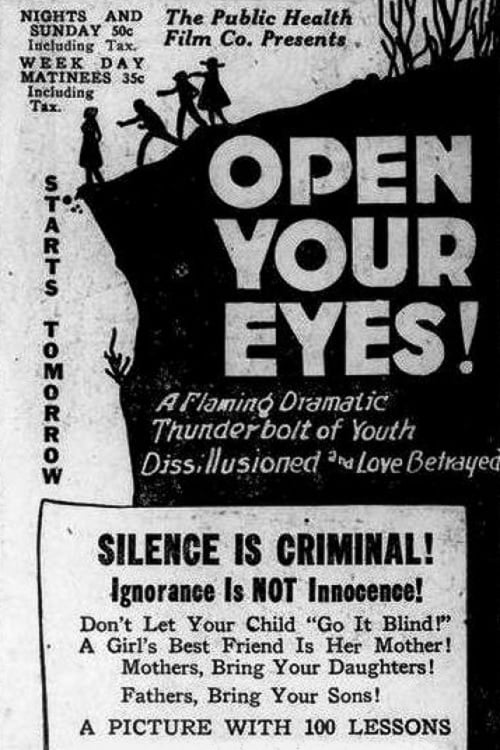 NIGHTS AND
SUNDAY 50c
Including Tax.
WEEK DAY
MATINEES 35c
Including
Tax.
The Public Health
Film Co. Presents
STARTS TOMORROW
OPEN
YOUR
EYES!
A Flaming Dramatic
Thunderbolt of Youth
Dissillusioned and Love Betrayed
SILENCE IS CRIMINAL!
Ignorance Is NOT Innocence!
Don't Let Your Child "Go It Blind!"
A Girl's Best Friend Is Her Mother!
Mothers, Bring Your Daughters!
Fathers, Bring Your Sons!
A PICTURE WITH 100 LESSONS